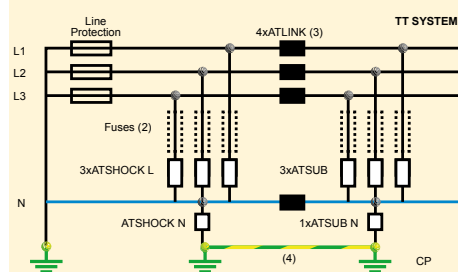 Line
Protection
4xATLINK (3)
TT SYSTEM
L1
L2
L3
Fuses (2)
3xATSHOCK L
3xATSUB
N
ATSHOCK N
1xATSUB N
(4)
CP